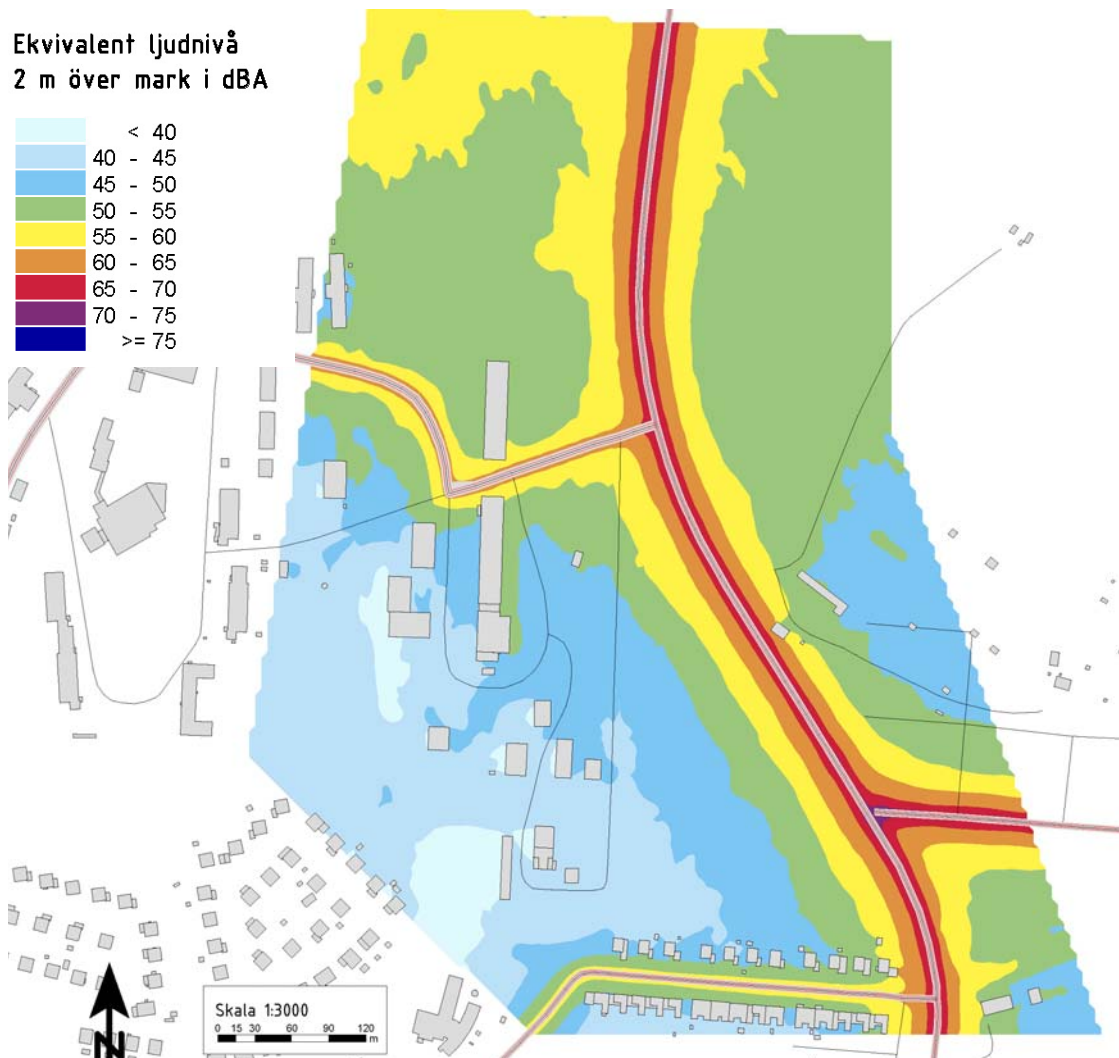 Ekvivalent ljudnivå
2 m över mark i dBA
< 40
40 - 45
45 - 50
50 - 55
55 - 60
60 - 65
65 - 70
70 - 75
>= 75
Skala 1:3000
0 15 30 60 90 120
m
N